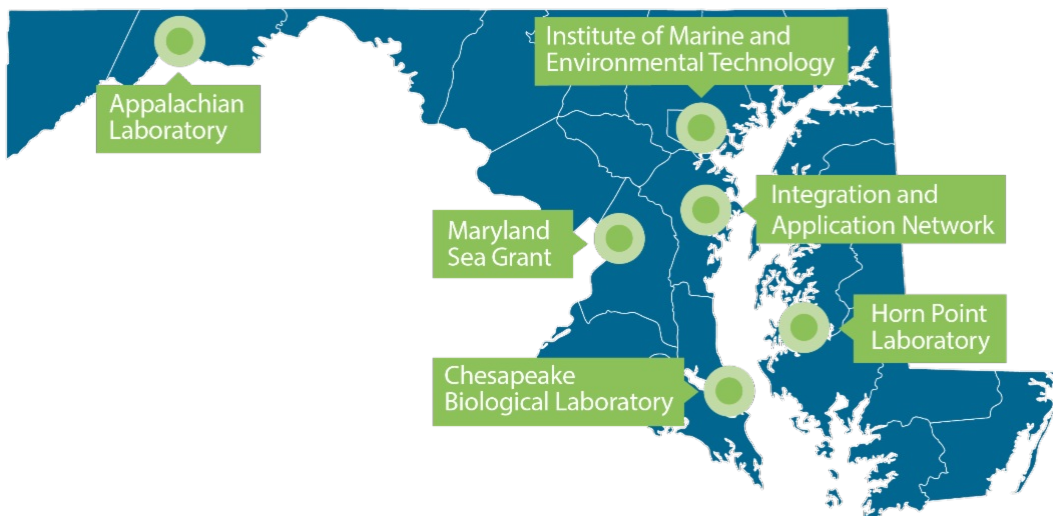 Institute of Marine and
Environmental Technology
Appalachian
Laboratory
Integration and
Application Network
Maryland
Sea Grant
Horn Point
Laboratory
Chesapeake
Biological Laboratory